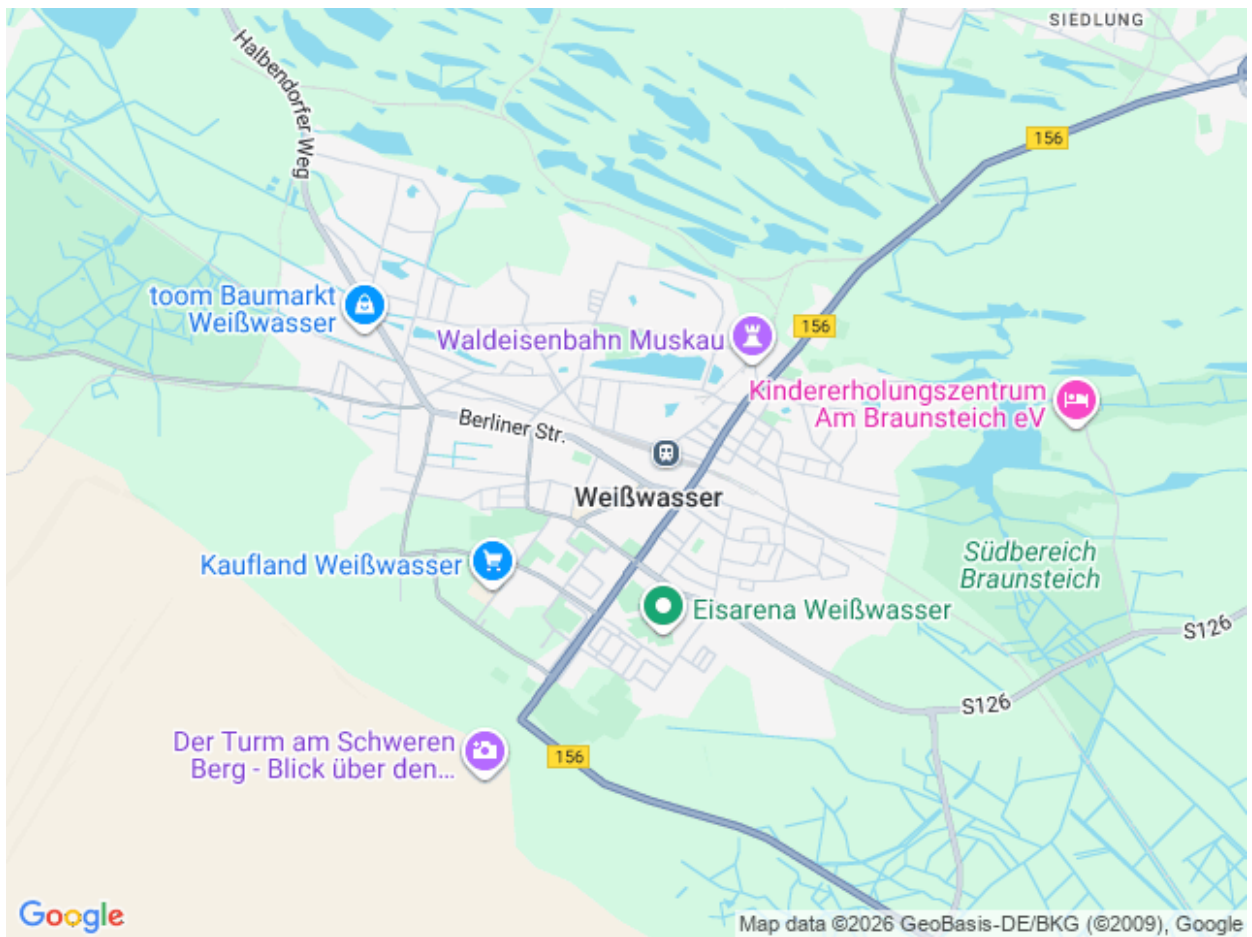 SIEDLUNG
Halbendorfer Weg
156
toom Baumarkt
Weißwasser
156
Waldeisenbahn Muskau
Kindererholungszentrum
Am Braunsteich eV
Berliner Str.
Weißwasser
Südbereich
Braunsteich
Kaufland Weißwasser
Eisarena Weißwasser
S126
S126
Der Turm am Schweren
Berg - Blick über den...
156
Google
Map data ©2026 GeoBasis-DE/BKG (©2009), Google